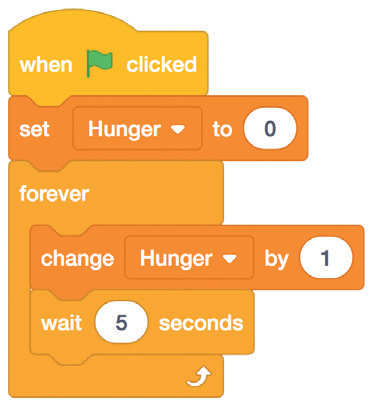 when clicked
set Hunger to 0
forever
change Hunger by 1
wait 5 seconds